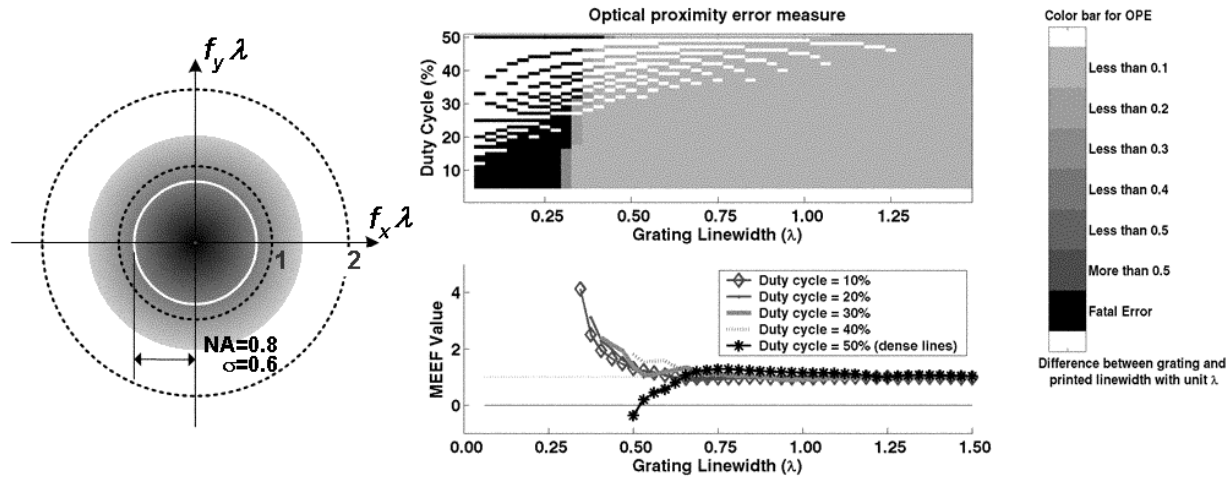 f_y λ
f_x λ
1
2
NA=0.8
σ=0.6
Optical proximity error measure
Duty Cycle (%)
50
40
30
20
10
0.25
0.50
0.75
1.00
1.25
Grating Linewidth (λ)
MEEF Value
4
2
0
Duty cycle = 10%
Duty cycle = 20%
Duty cycle = 30%
Duty cycle = 40%
Duty cycle = 50% (dense lines)
0.00
0.25
0.50
0.75
1.00
1.25
1.50
Grating Linewidth (λ)
Color bar for OPE
Less than 0.1
Less than 0.2
Less than 0.3
Less than 0.4
Less than 0.5
More than 0.5
Fatal Error
Difference between grating and
printed linewidth with unit λ